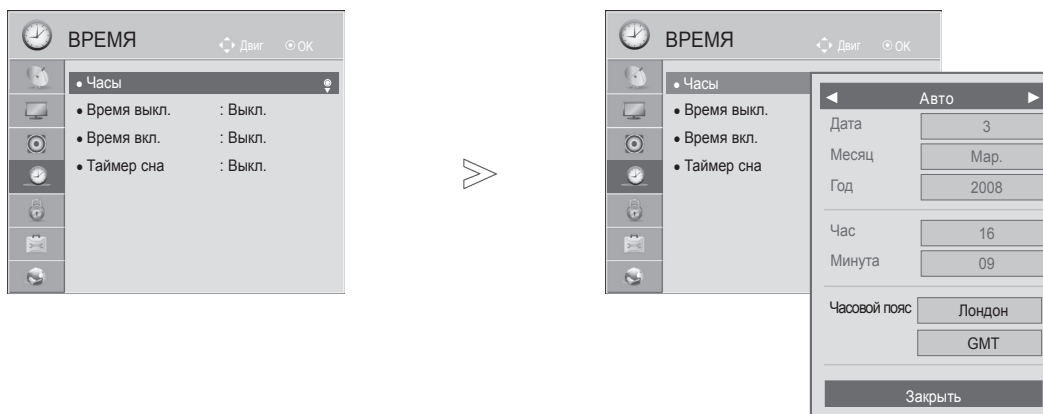 ВРЕМЯ
Двиг
OK
• Часы
• Время выкл. : Выкл.
• Время вкл. : Выкл.
• Таймер сна : Выкл.
ВРЕМЯ
Двиг
OK
• Часы
• Время выкл.
• Время вкл.
• Таймер сна
◄ Авто ►
Дата 3
Месяц Мар.
Год 2008
Час 16
Минута 09
Часовой пояс Лондон
GMT
Закрыть